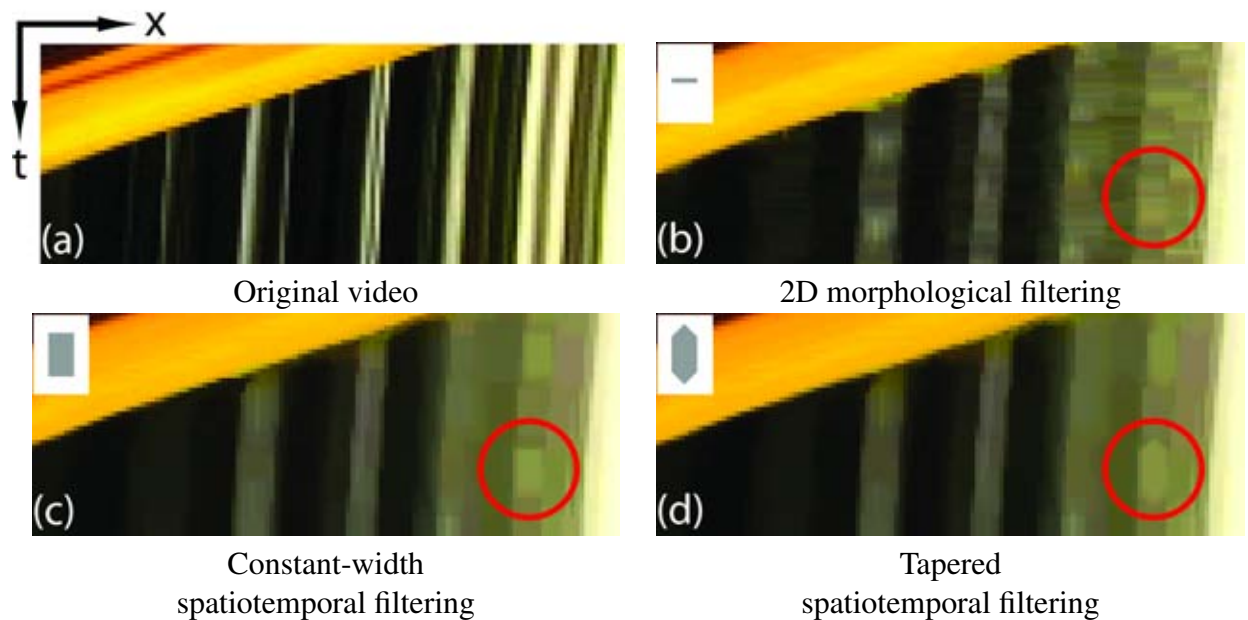 x
t
(a)
Original video
(b)
2D morphological filtering
(c)
Constant-width
spatiotemporal filtering
(d)
Tapered
spatiotemporal filtering